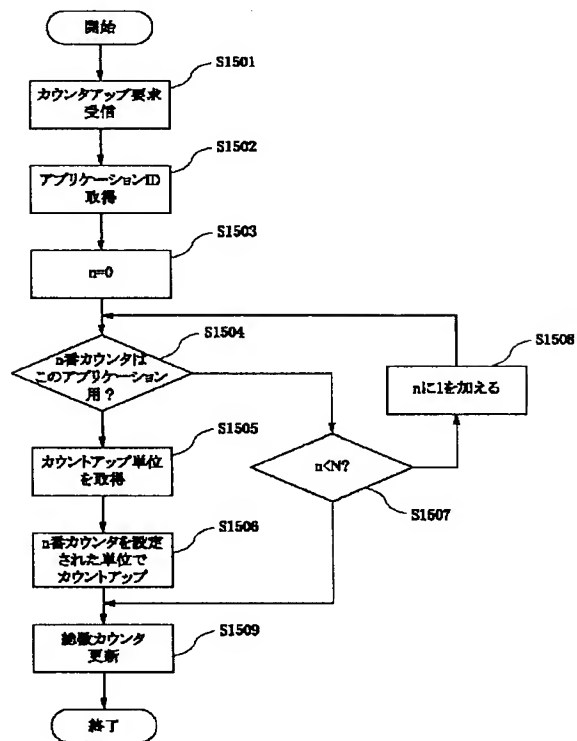 開始
S1501
カウンタアップ要求
受信
S1502
アプリケーションID
取得
S1503
n=0
S1504
n番カウンタは
このアプリケーション
用？
S1508
nに1を加える
S1505
カウントアップ単位
を取得
n<N?
S1507
S1506
n番カウンタを設定
された単位で
カウントアップ
S1509
総数カウンタ
更新
終了